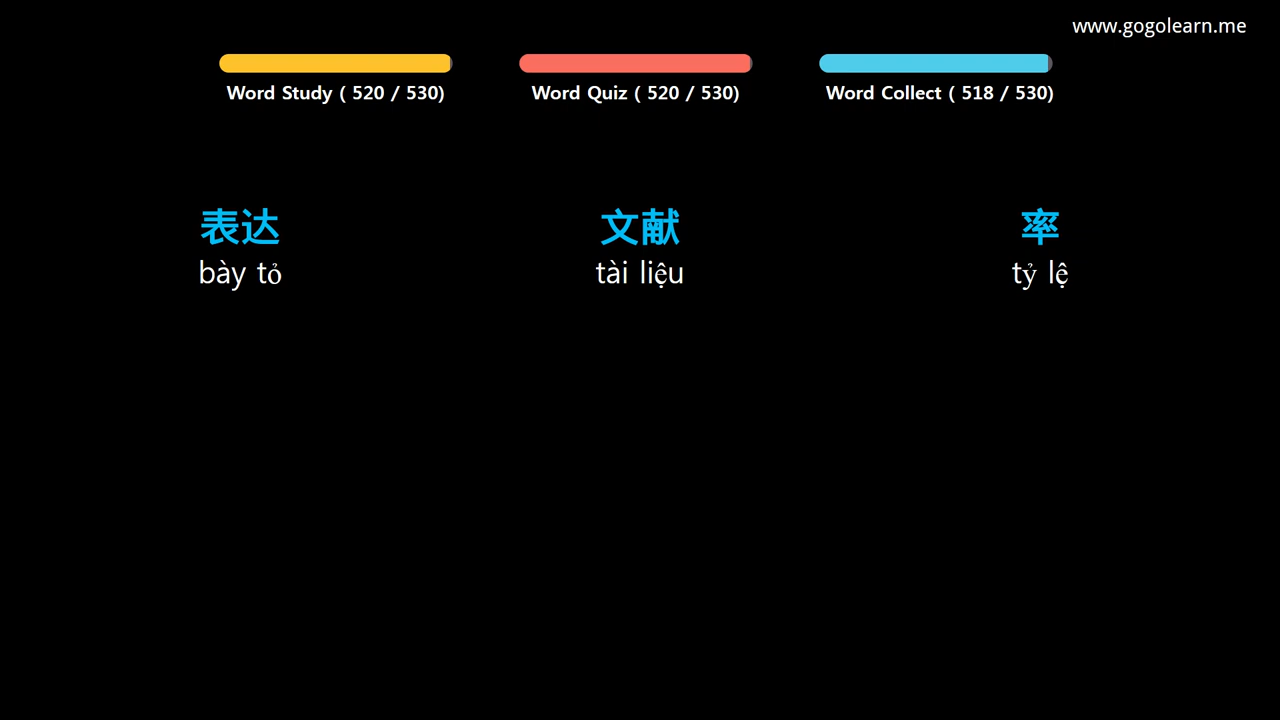 www.gogolearn.me
Word Study ( 520 / 530)
Word Quiz ( 520 / 530)
Word Collect ( 518 / 530)
表达
文献
率
bày tỏ
tài liệu
tỷ lệ